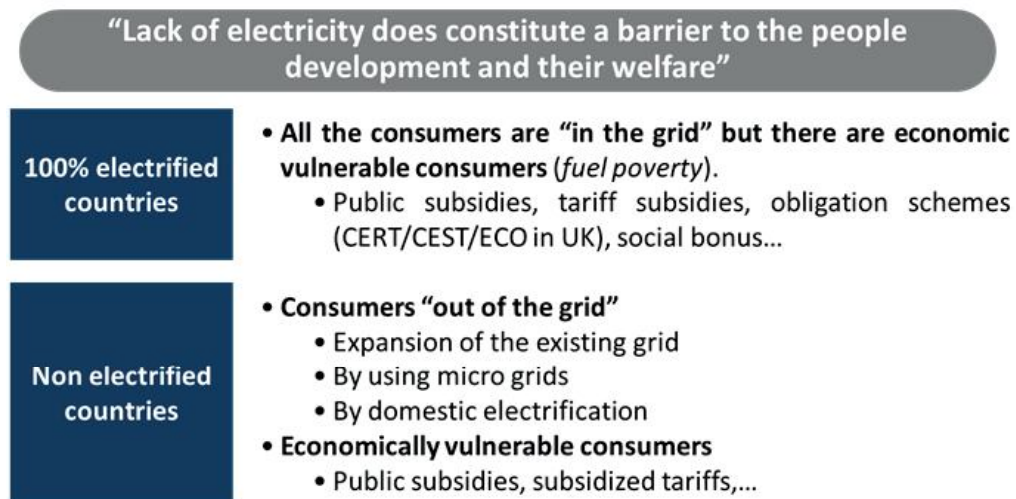 “Lack of electricity does constitute a barrier to the people
development and their welfare”
100% electrified
countries
• All the consumers are “in the grid” but there are economic
vulnerable consumers (fuel poverty).
• Public subsidies, tariff subsidies, obligation schemes
(CERT/CEST/ECO in UK), social bonus...
Non electrified
countries
• Consumers “out of the grid”
• Expansion of the existing grid
• By using micro grids
• By domestic electrification
• Economically vulnerable consumers
• Public subsidies, subsidized tariffs,...